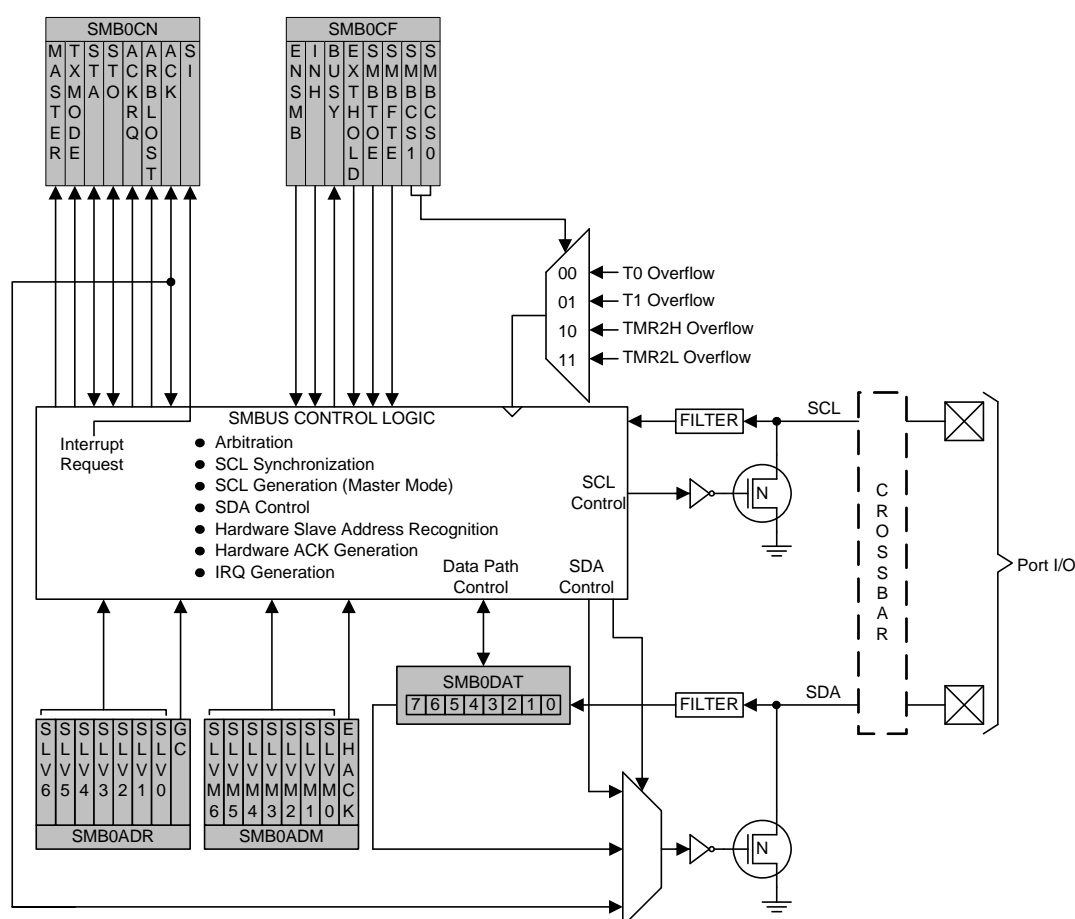 SMB0CN
MASTER
TXMODE
STA
STO
ACKRQ
ARBLOST
ACK
SI
SMB0CF
ENSMB
INH
BUSY
EXTHOLD
SMBTOE
SMBFTE
SMBCS1
SMBCS0
00
T0 Overflow
01
T1 Overflow
10
TMR2H Overflow
11
TMR2L Overflow
SMBUS CONTROL LOGIC
Interrupt
Request
● Arbitration
● SCL Synchronization
● SCL Generation (Master Mode)
● SDA Control
● Hardware Slave Address Recognition
● Hardware ACK Generation
● IRQ Generation
SCL
Control
Data Path
Control
SDA
Control
FILTER
SCL
N
CROSSBAR
Port I/O
SMB0DAT
7 6 5 4 3 2 1 0
FILTER
SDA
N
SLV6
SLV5
SLV4
SLV3
SLV2
SLV1
SLV0
GC
SMB0ADR
SLVM6
SLVM5
SLVM4
SLVM3
SLVM2
SLVM1
SLVM0
EHACK
SMB0ADM